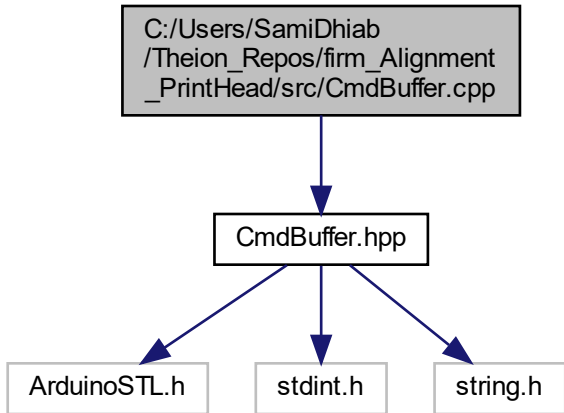 C:/Users/SamiDhiab
/Theion_Repos/firm_Alignment
_PrintHead/src/CmdBuffer.cpp
CmdBuffer.hpp
ArduinoSTL.h
stdint.h
string.h